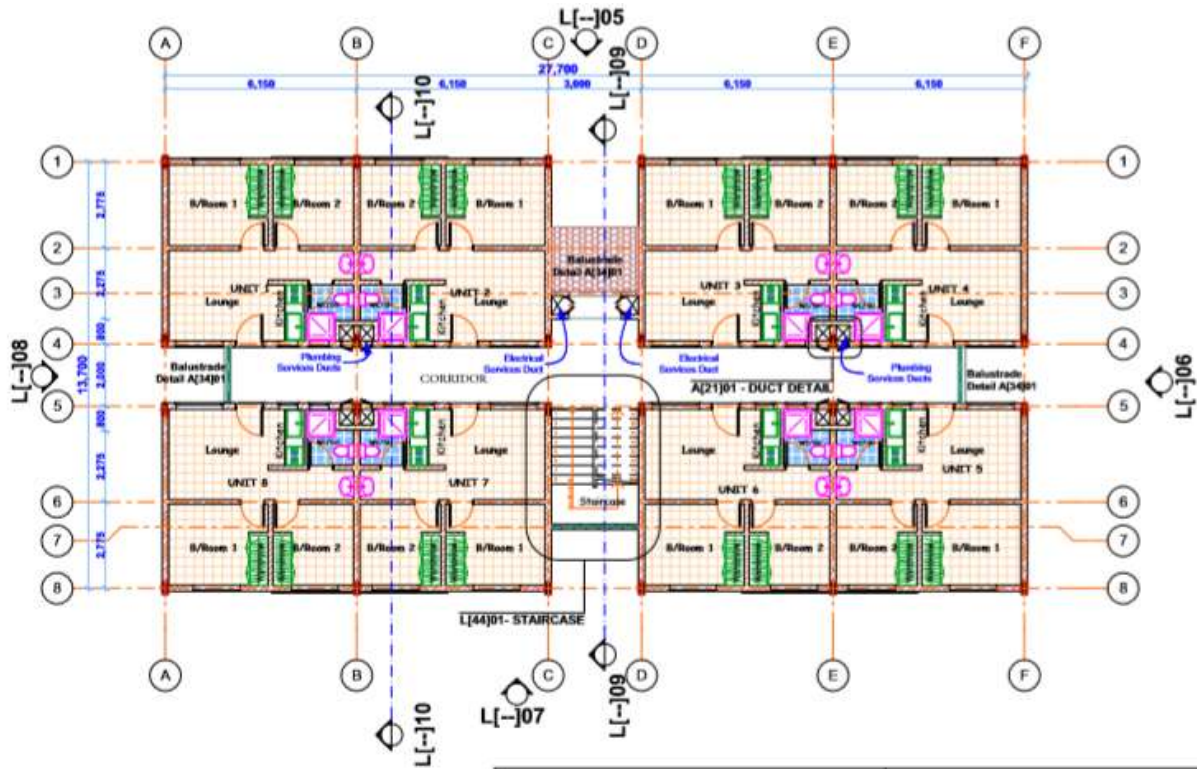 L[--]05
A
B
C
D
E
F
27,700
6,150
6,150
3,000
6,150
6,150
L[--]10
L[--]09
1
1
B/Room 1
B/Room 2
B/Room 2
B/Room 1
B/Room 1
B/Room 2
B/Room 2
B/Room 1
2,775
2
2
Balustrade
Detail A[34]01
2,275
UNIT 1
UNIT 2
UNIT 3
UNIT 4
3
3
Lounge
Kitchen
Kitchen
Lounge
Lounge
Kitchen
Kitchen
Lounge
800
4
4
L[--]08
13,700
2,000
Balustrade
Detail A[34]01
Plumbing
Services Ducts
Electrical
Services Duct
Electrical
Services Duct
Plumbing
Services Ducts
Balustrade
Detail A[34]01
L[--]06
CORRIDOR
A[21]01 - DUCT DETAIL
5
5
800
Kitchen
Kitchen
Kitchen
Kitchen
Lounge
Lounge
Lounge
Lounge
2,275
UNIT 8
UNIT 7
UNIT 6
UNIT 5
6
6
Staircase
7
7
2,775
B/Room 1
B/Room 2
B/Room 2
B/Room 1
B/Room 1
B/Room 2
B/Room 2
B/Room 1
8
8
L[44]01- STAIRCASE
A
B
C
D
E
F
L[--]10
L[--]07
L[--]09